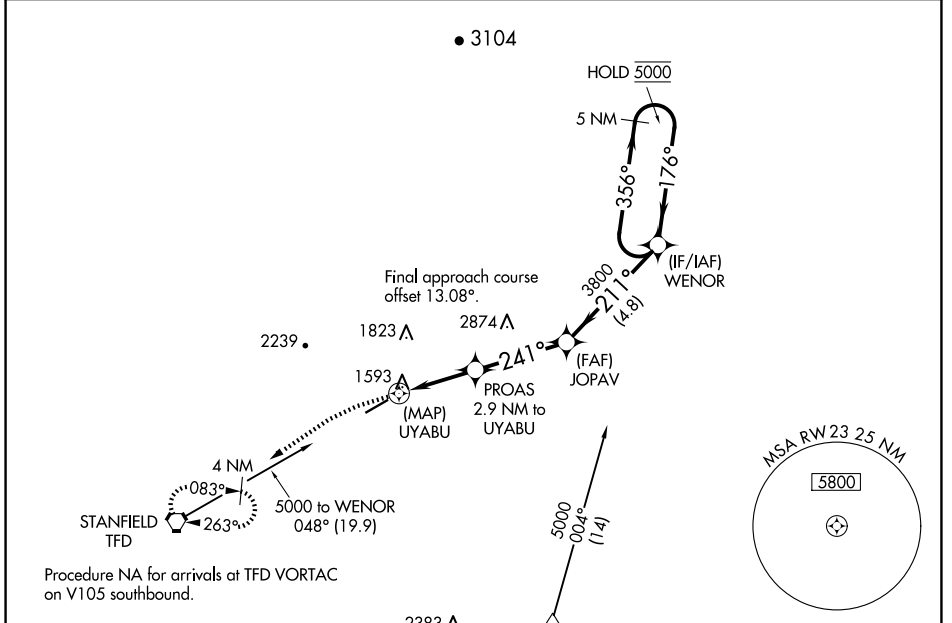 3104
HOLD 5000
5 NM
356°
176°
(IF/IAF)
WENOR
3800
211°
(4.8)
Final approach course
offset 13.08°.
2874
1823
2239
241°
(FAF)
JOPAV
1593
PROAS
2.9 NM to
UYABU
(MAP)
UYABU
MSA RW23 25 NM
5800
4 NM
083°
263°
5000 to WENOR
048° (19.9)
STANFIELD
TFD
5000
004°
(14)
Procedure NA for arrivals at TFD VORTAC
on V105 southbound.
2383